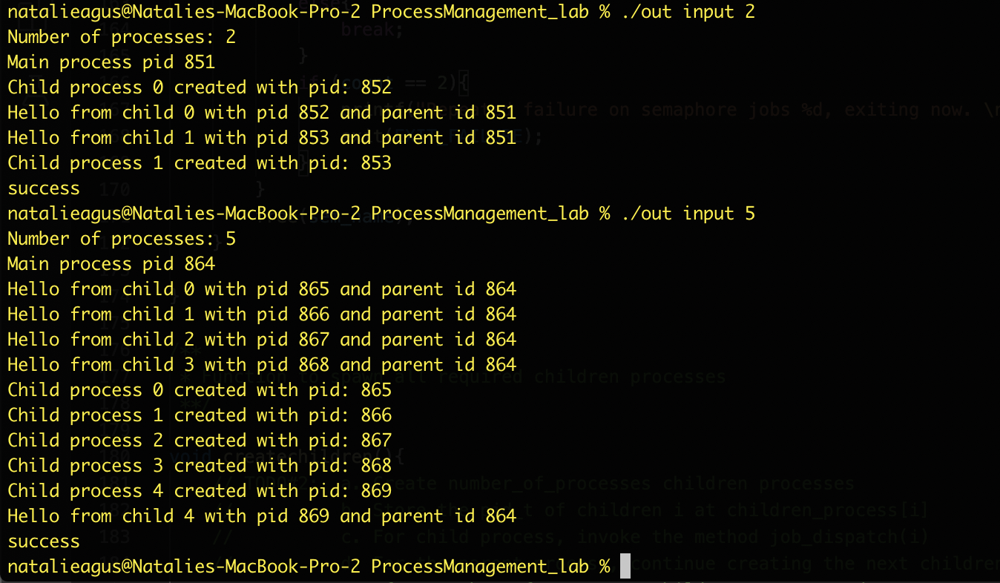 natalieagus@Natalies-MacBook-Pro-2 ProcessManagement_lab % ./out input 2
Number of processes: 2
Main process pid 851
Child process 0 created with pid: 852
Hello from child 0 with pid 852 and parent id 851
Hello from child 1 with pid 853 and parent id 851
Child process 1 created with pid: 853
success
natalieagus@Natalies-MacBook-Pro-2 ProcessManagement_lab % ./out input 5
Number of processes: 5
Main process pid 864
Hello from child 0 with pid 865 and parent id 864
Hello from child 1 with pid 866 and parent id 864
Hello from child 2 with pid 867 and parent id 864
Hello from child 3 with pid 868 and parent id 864
Child process 0 created with pid: 865
Child process 1 created with pid: 866
Child process 2 created with pid: 867
Child process 3 created with pid: 868
Child process 4 created with pid: 869
Hello from child 4 with pid 869 and parent id 864
success
natalieagus@Natalies-MacBook-Pro-2 ProcessManagement_lab %